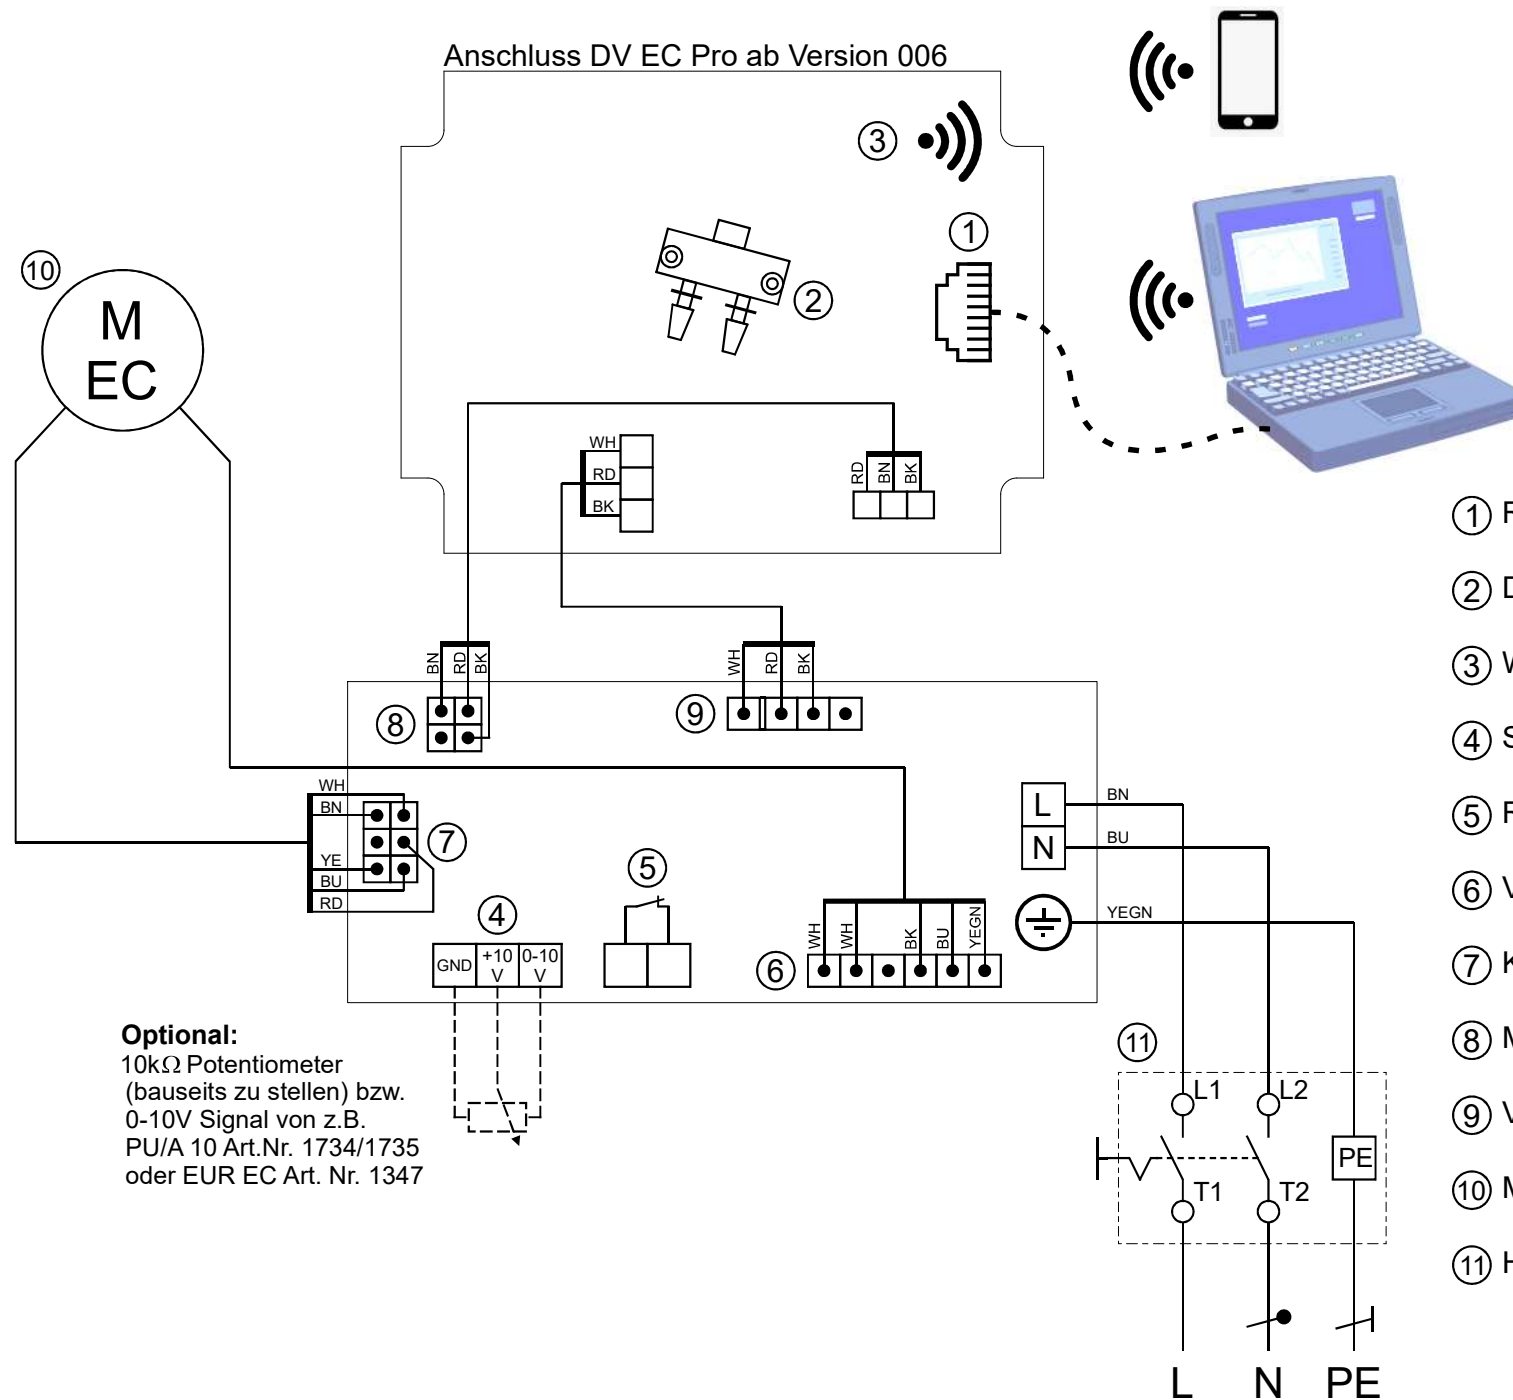 Anschluss DV EC Pro ab Version 006
3
1
2
10
M
EC
WH
RD
BK
RD
BN
BK
BN
RD
BK
WH
RD
BK
8
9
WH
BN
YE
BU
RD
7
5
4
GND
+10
V
0-10
V
6
WH
WH
BK
BU
YEGN
L
N
BN
BU
YEGN
Optional:
10kΩ Potentiometer
(bauseits zu stellen) bzw.
0-10V Signal von z.B.
PU/A 10 Art.Nr. 1734/1735
oder EUR EC Art. Nr. 1347
11
L1
L2
T1
T2
PE
L
N
PE
1
2
3
4
5
6
7
8
9
10
11